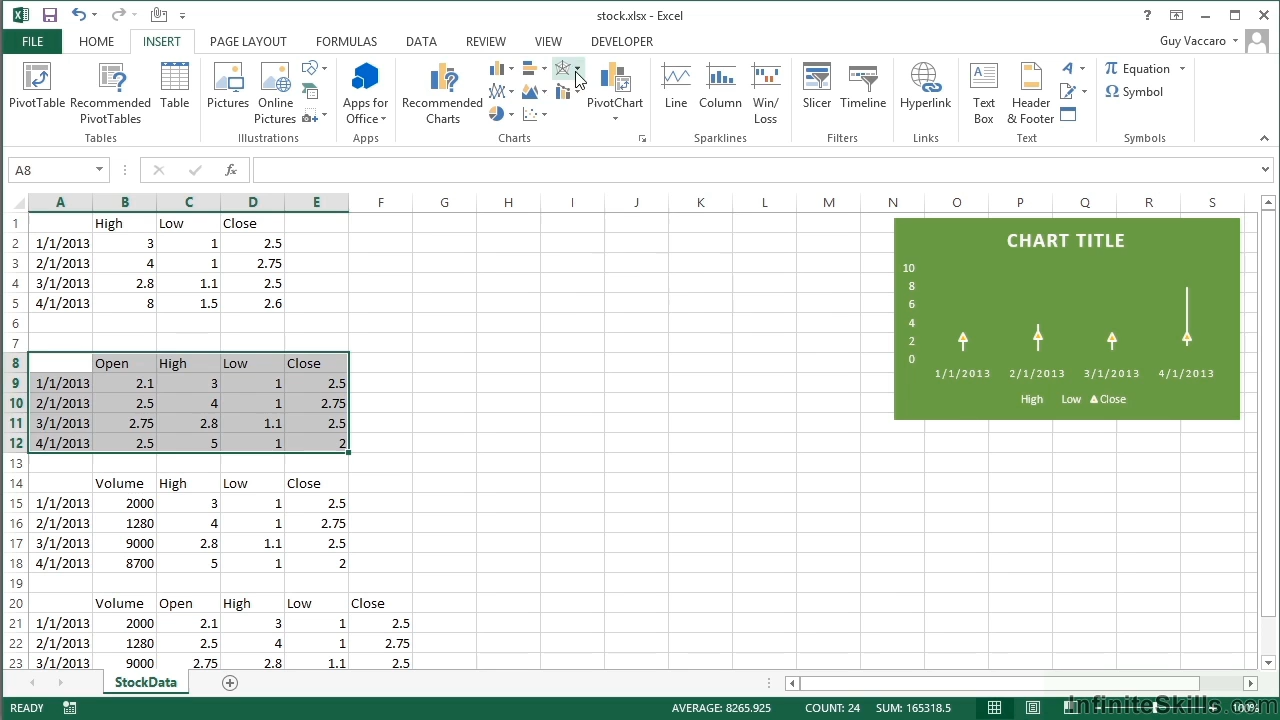 stock.xlsx - Excel
FILE HOME INSERT PAGE LAYOUT FORMULAS DATA REVIEW VIEW DEVELOPER Guy Vaccaro
PivotTable Recommended PivotTables Table Pictures Online Pictures Apps for Office Recommended Charts PivotChart Line Column Win/ Loss Slicer Timeline Hyperlink Text Box Header & Footer Equation Symbol
Tables Illustrations Apps Charts Sparklines Filters Links Text Symbols
A8 fx
A B C D E F G H I J K L M N O P Q R S
1 High Low Close
2 1/1/2013 3 1 2.5
3 2/1/2013 4 1 2.75
4 3/1/2013 2.8 1.1 2.5
5 4/1/2013 8 1.5 2.6
6
7
8 Open High Low Close
9 1/1/2013 2.1 3 1 2.5
10 2/1/2013 2.5 4 1 2.75
11 3/1/2013 2.75 2.8 1.1 2.5
12 4/1/2013 2.5 5 1 2
13
14 Volume High Low Close
15 1/1/2013 2000 3 1 2.5
16 2/1/2013 1280 4 1 2.75
17 3/1/2013 9000 2.8 1.1 2.5
18 4/1/2013 8700 5 1 2
19
20 Volume Open High Low Close
21 1/1/2013 2000 2.1 3 1 2.5
22 2/1/2013 1280 2.5 4 1 2.75
23 3/1/2013 9000 2.75 2.8 1.1 2.5
CHART TITLE
10
8
6
4
2
0
1/1/2013 2/1/2013 3/1/2013 4/1/2013
High Low Close
StockData
READY AVERAGE: 8265.925 COUNT: 24 SUM: 165318.5 100%
InfiniteSkills.com